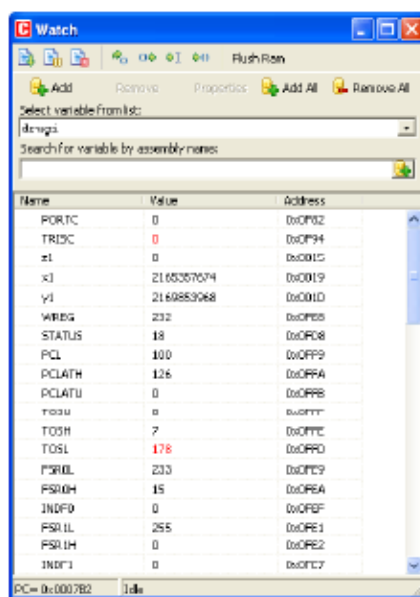 Watch
Flush Ram
Add Remove Properties Add All Remove All
Select variable from list:
Search for variable by assembly name:
Name Value Address
PORTC 0 0x0F82
TRISC 0 0x0F94
z1 0 0x0015
x1 2165357674 0x0019
y1 2169853968 0x001D
WREG 232 0x0FE8
STATUS 18 0x0FD8
PCL 100 0x0FF9
PCLATH 126 0x0FFA
PCLATU 0 0x0FFB
TOSU 0 0x0FFF
TOSH 7 0x0FFE
TOSL 178 0x0FFD
FSR0L 233 0x0FE9
FSR0H 15 0x0FEA
INDF0 0 0x0FEF
FSR1L 255 0x0FE1
FSR1H 0 0x0FE2
INDF1 0 0x0FE7
PC= 0x0007B2 Idle